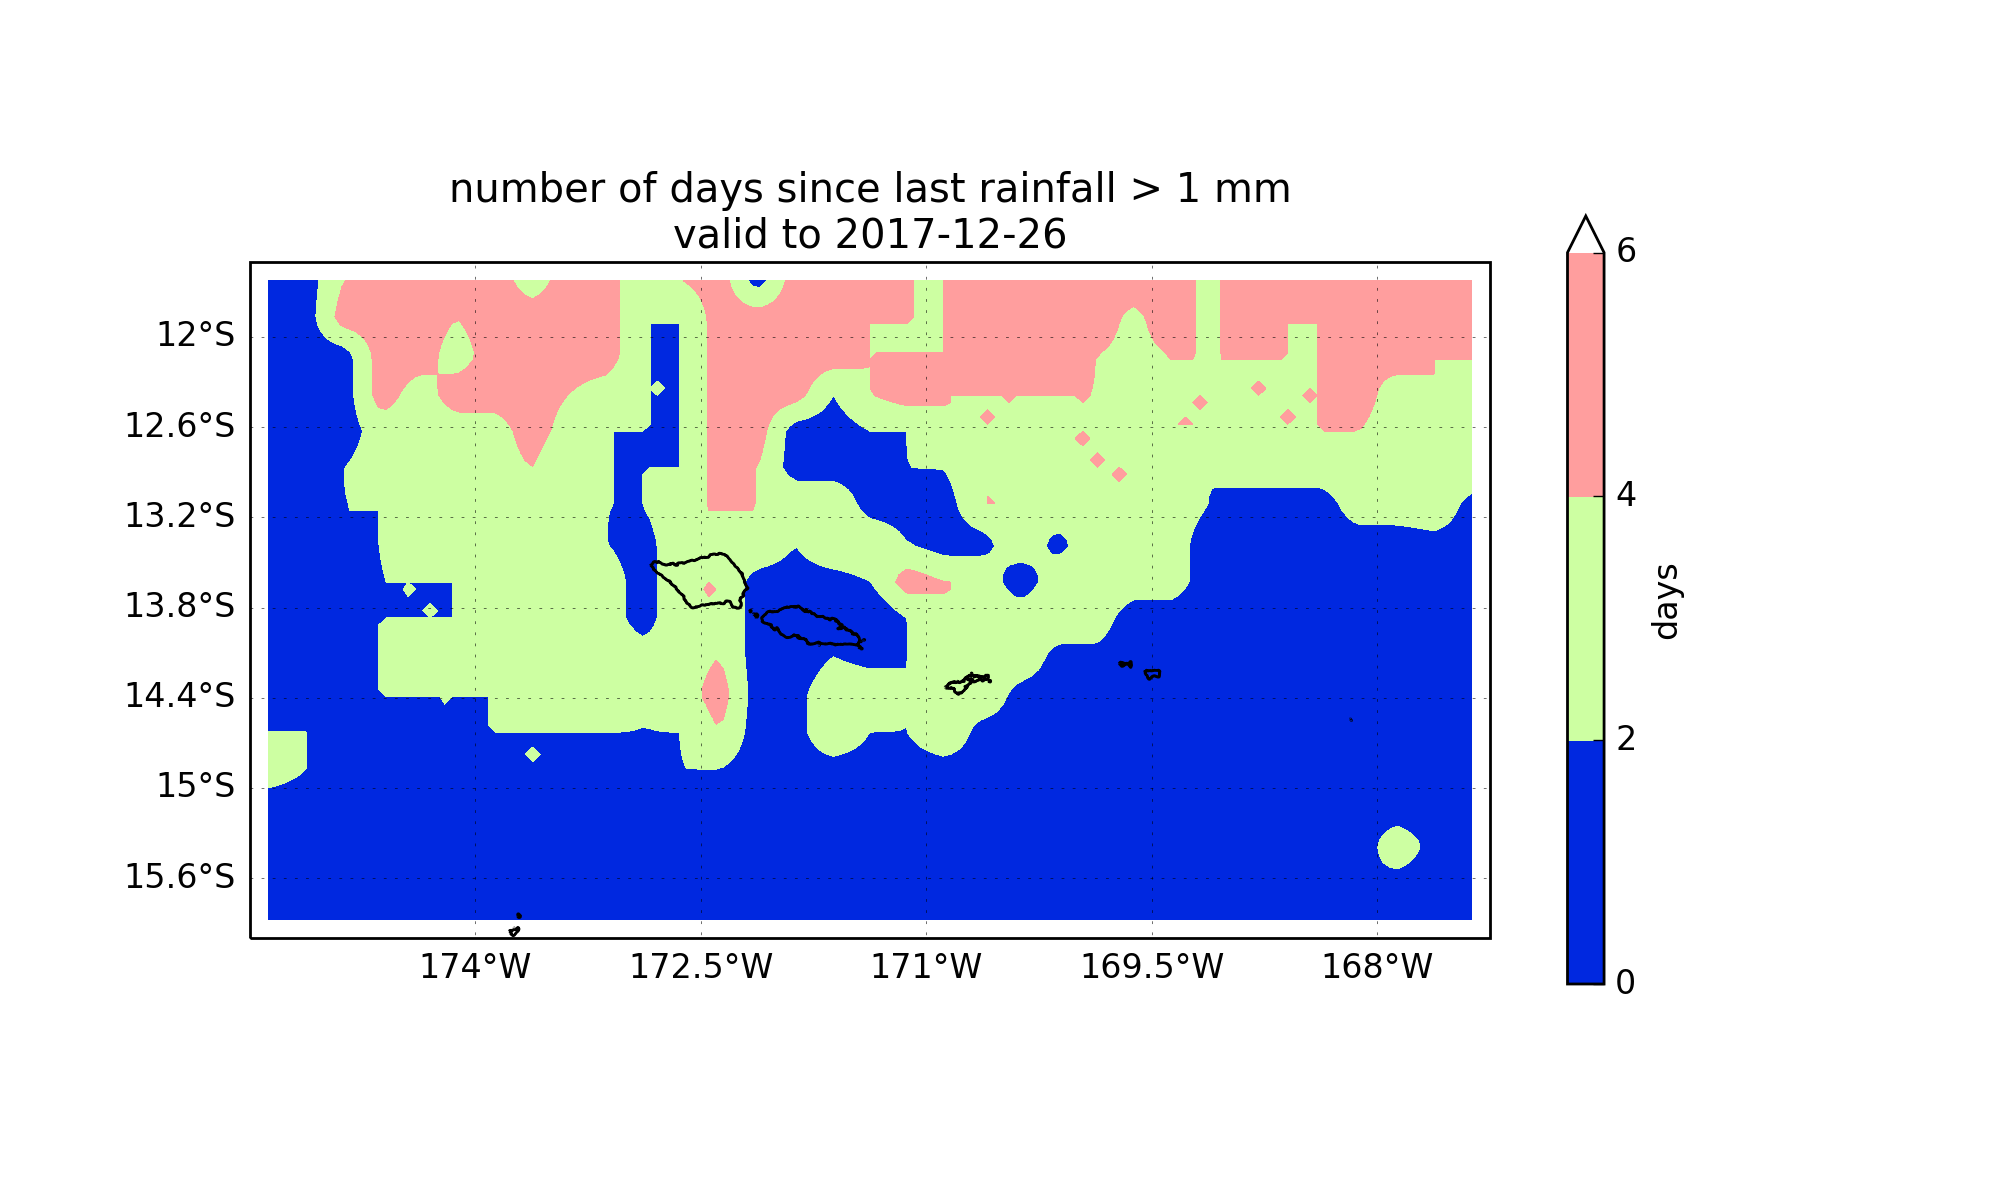 number of days since last rainfall > 1 mm
valid to 2017-12-26
12°S
12.6°S
13.2°S
13.8°S
14.4°S
15°S
15.6°S
174°W
172.5°W
171°W
169.5°W
168°W
6
4
2
0
days